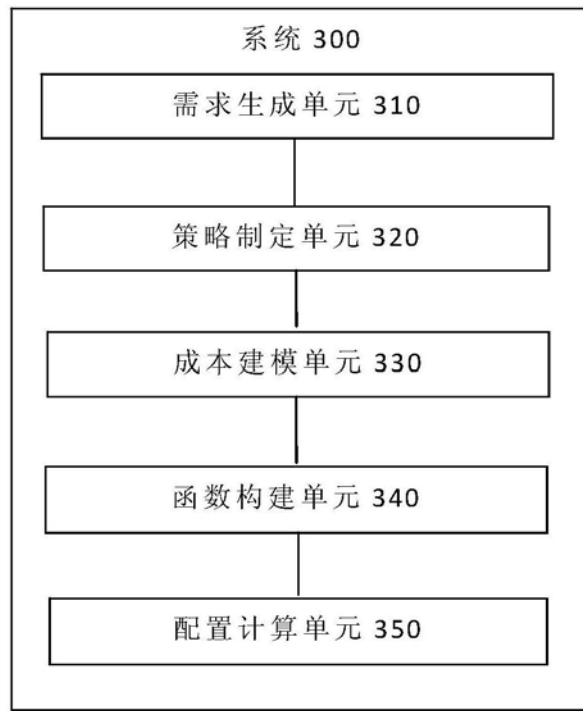 系统 300
需求生成单元 310
策略制定单元 320
成本建模单元 330
函数构建单元 340
配置计算单元 350